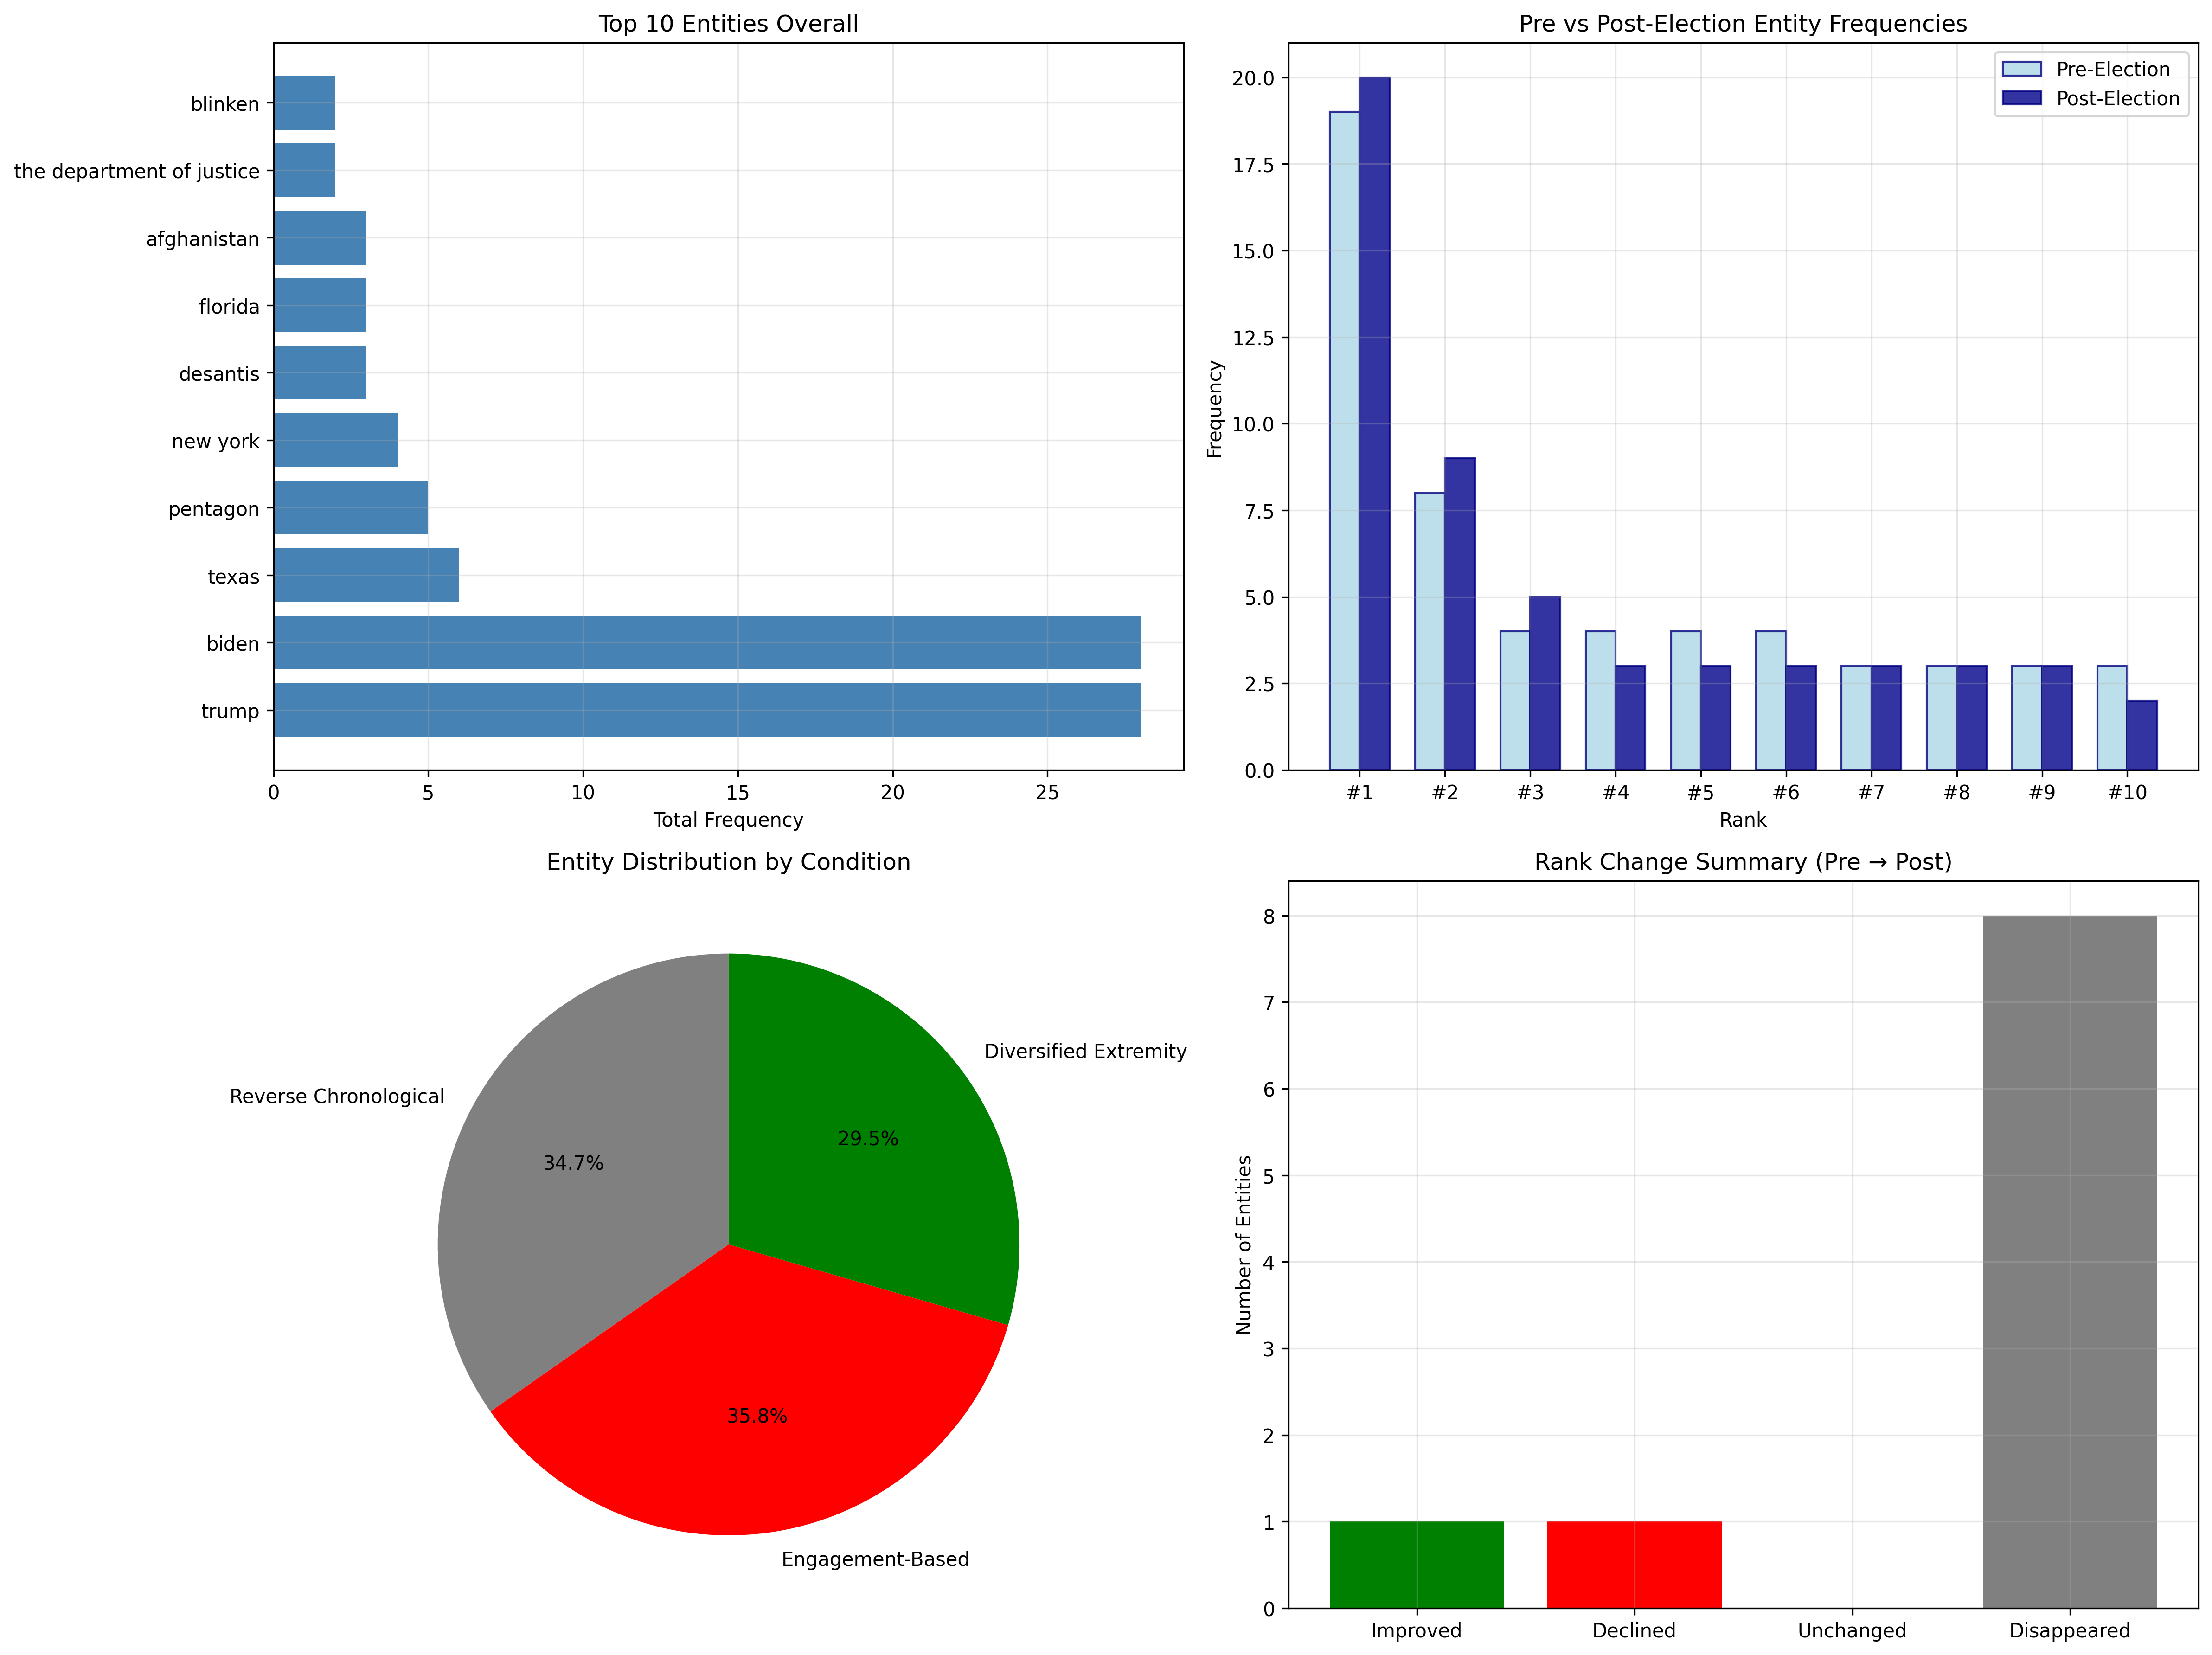 Top 10 Entities Overall
blinken
the department of justice
afghanistan
florida
desantis
new york
pentagon
texas
biden
trump
0 5 10 15 20 25
Total Frequency
Pre vs Post-Election Entity Frequencies
Pre-Election
Post-Election
20.0
17.5
15.0
12.5
10.0
7.5
5.0
2.5
0.0
Frequency
#1 #2 #3 #4 #5 #6 #7 #8 #9 #10
Rank
Entity Distribution by Condition
Diversified Extremity
Reverse Chronological
29.5%
34.7%
35.8%
Engagement-Based
Rank Change Summary (Pre → Post)
8
7
6
5
4
3
2
1
0
Number of Entities
Improved Declined Unchanged Disappeared